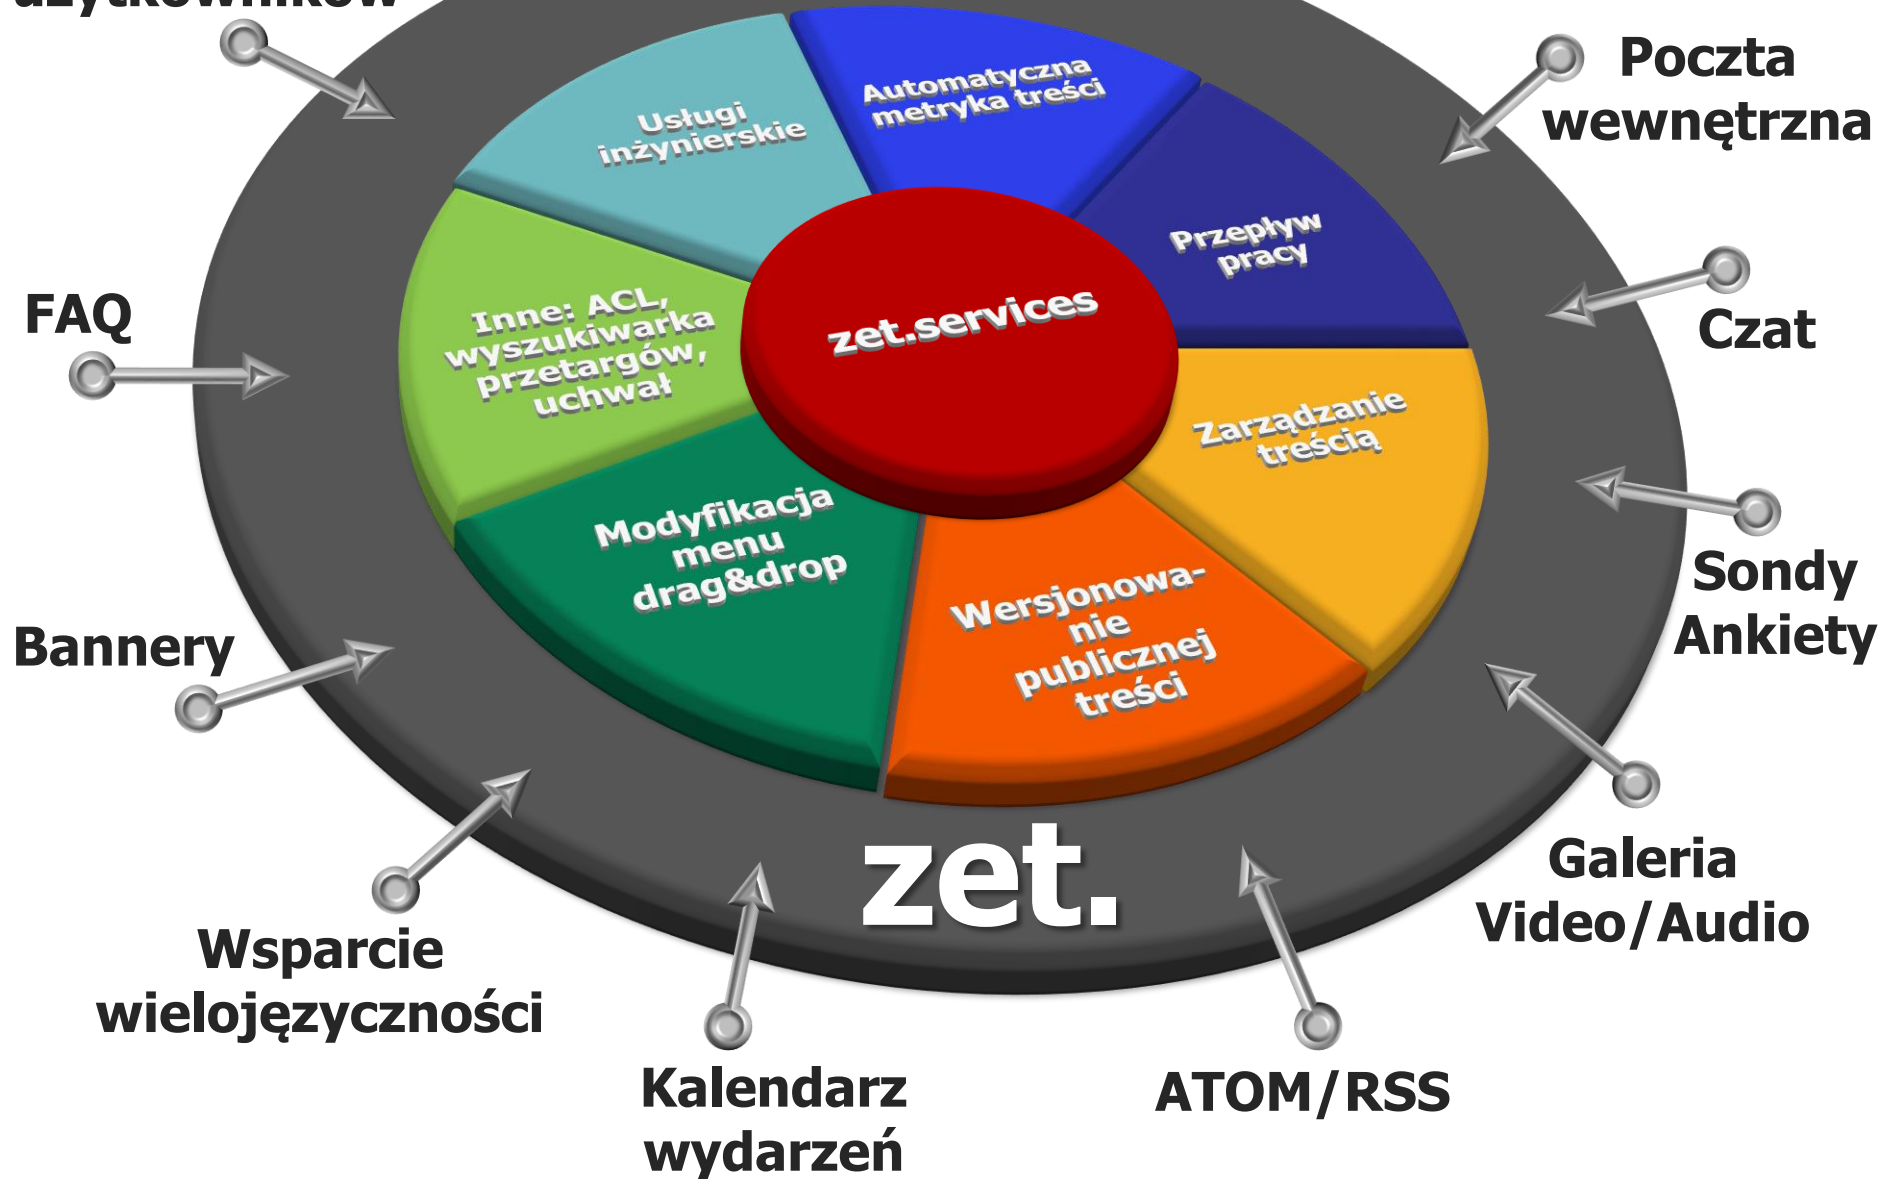 użytkowników
Poczta
wewnętrzna
Automatyczna
metryka treści
Usługi
inżynierskie
Przepływ
pracy
FAQ
Czat
Inne: ACL,
wyszukiwarka
przetargów,
uchwał
zet.services
Zarządzanie
treścią
Modyfikacja
menu
drag&drop
Sondy
Ankiety
Wersjonowa-
nie
publicznej
treści
Bannery
zet.
Galeria
Video/Audio
Wsparcie
wielojęzyczności
Kalendarz
wydarzeń
ATOM/RSS